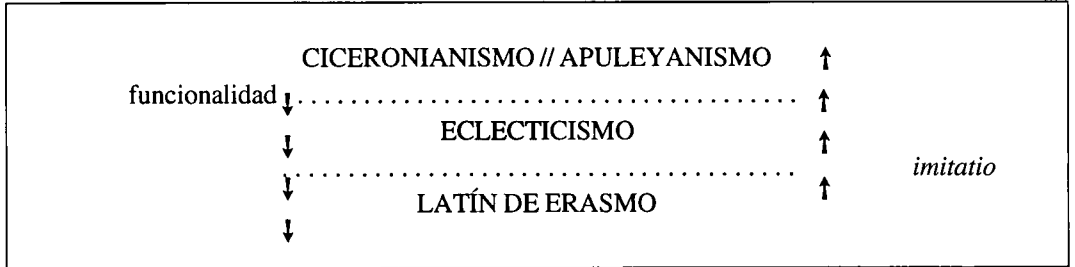 CICERONIANISMO // APULEYANISMO
funcionalidad
ECLECTICISMO
imitatio
LATÍN DE ERASMO